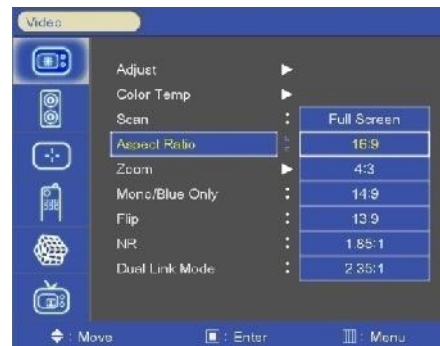 Video
Adjust
Color Temp
Scan : Full Screen
Aspect Ratio : 16:9
Zoom 4:3
Mono/Blue Only : 14:9
Flip : 13:9
NR : 1.85:1
Dual Link Mode : 2.35:1
: Move : Enter : Menu